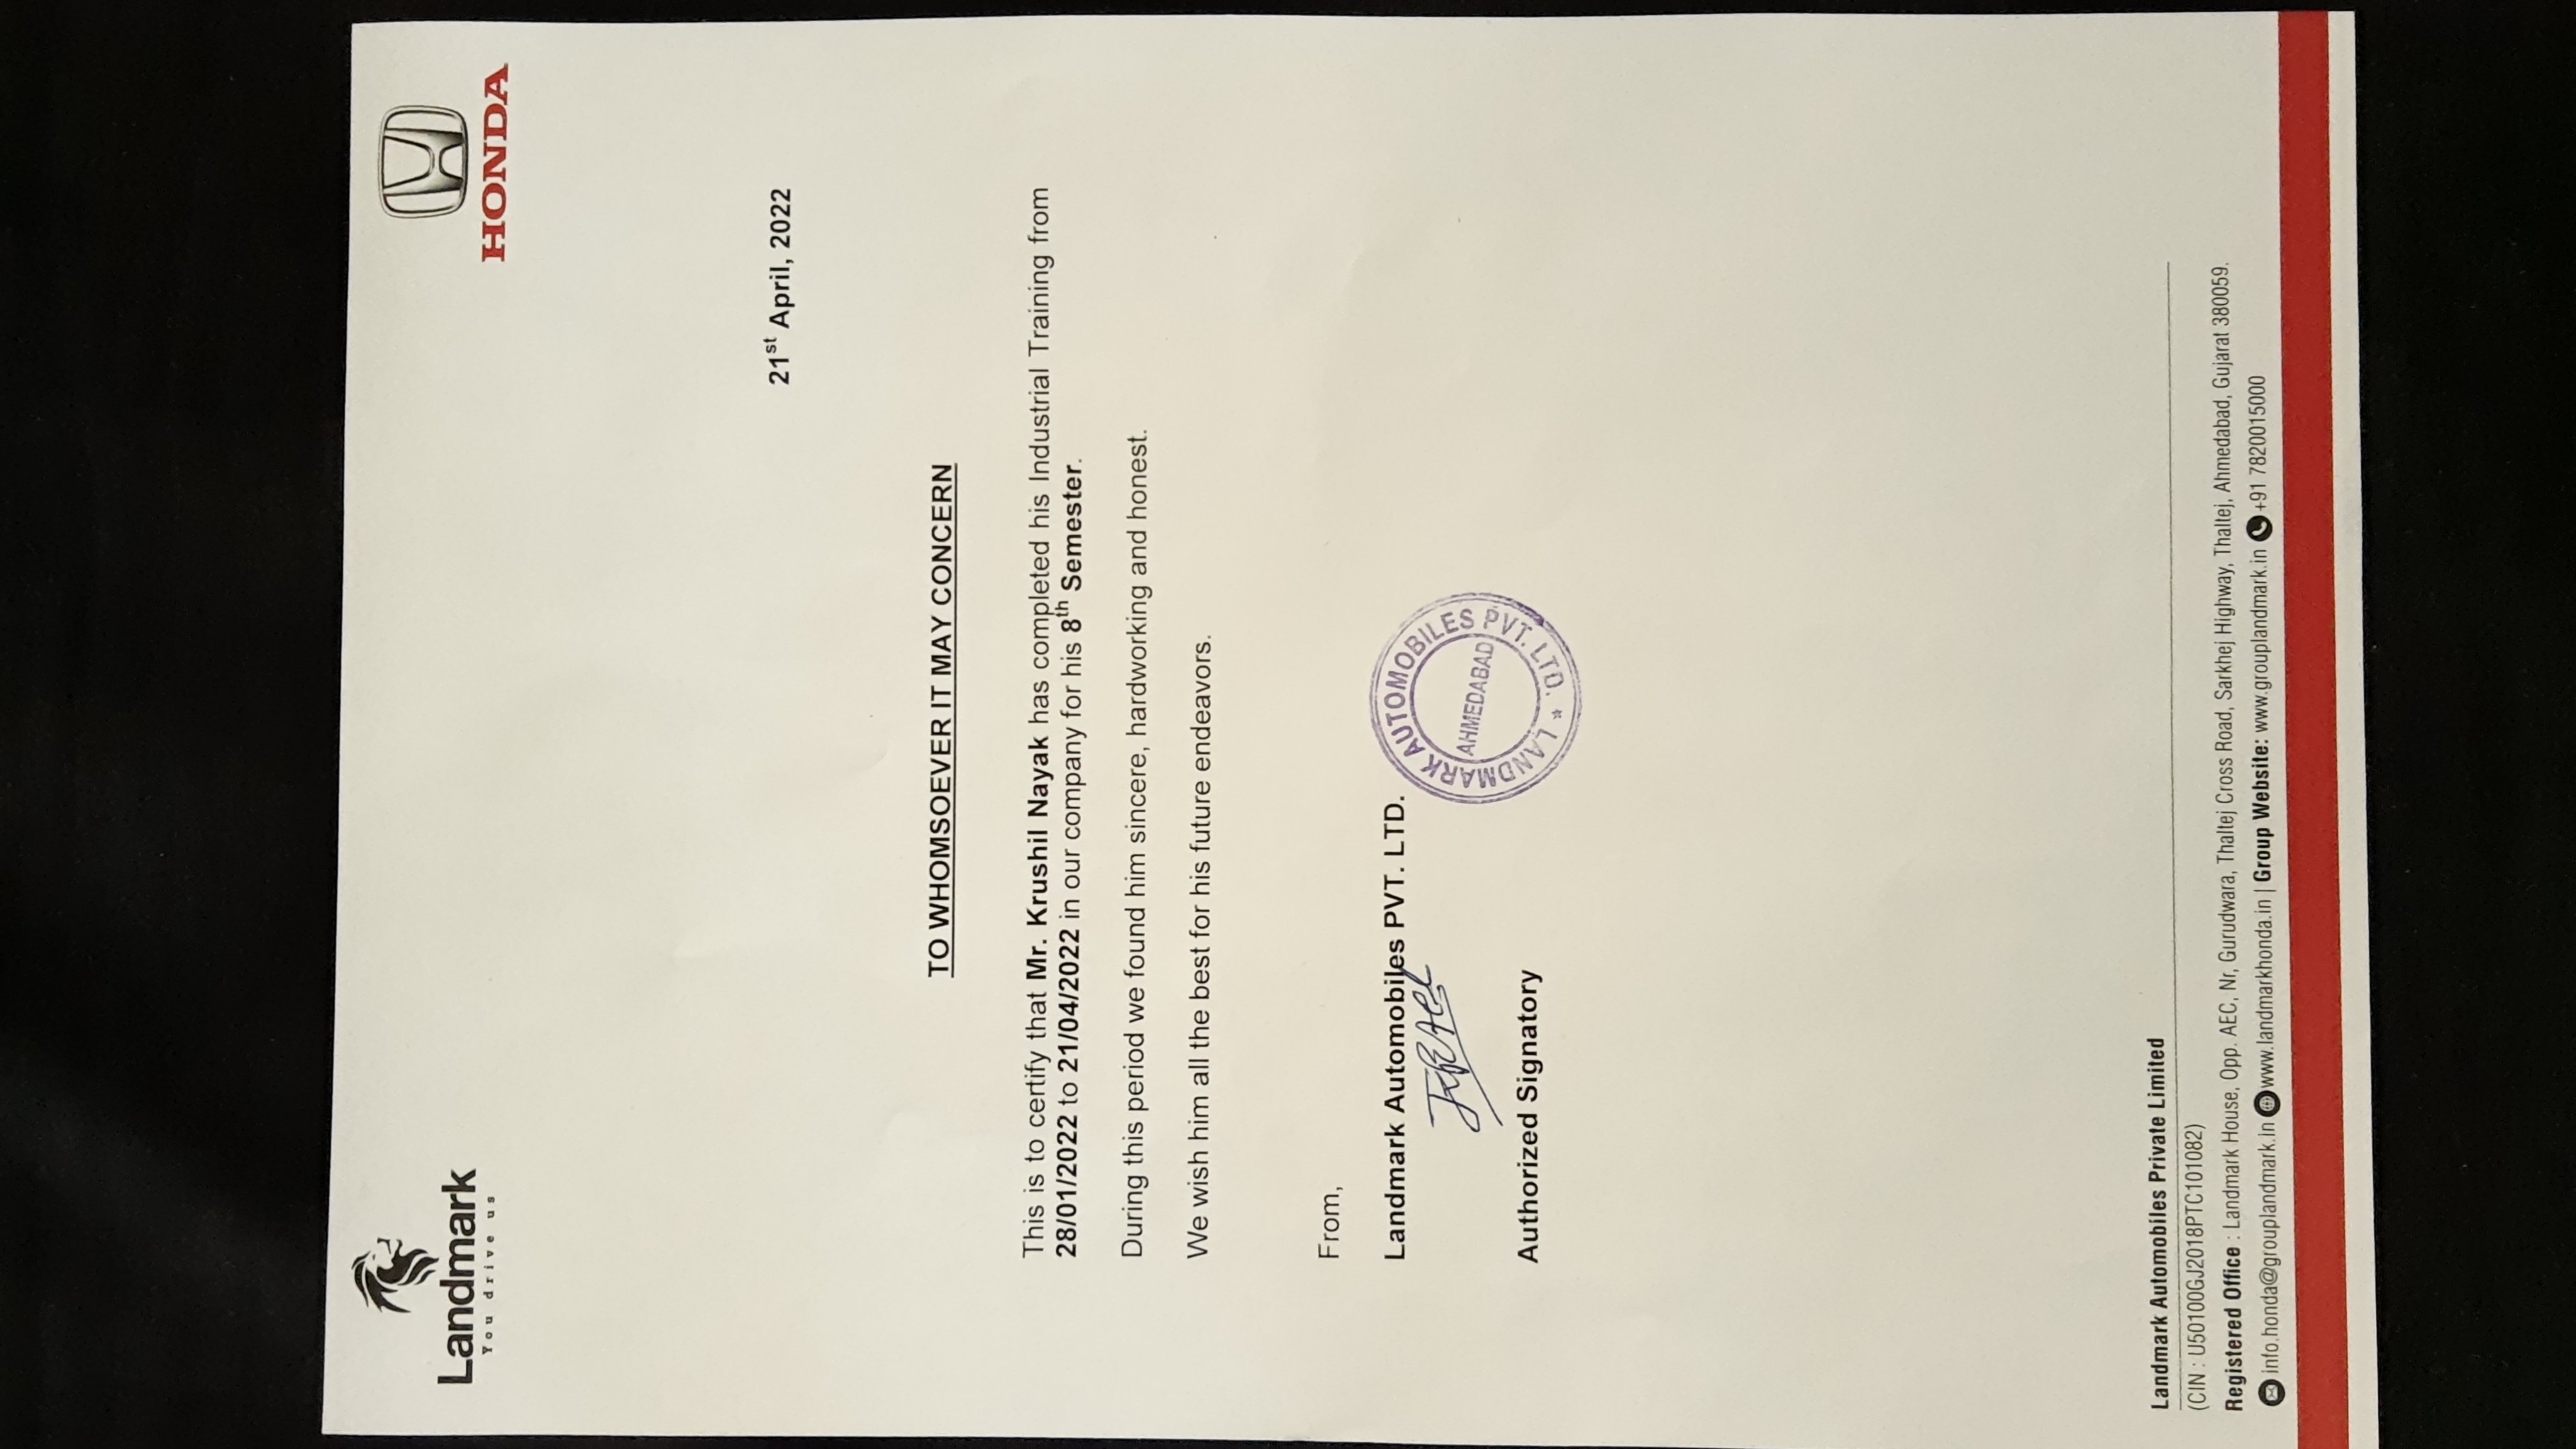 Landmark
You drive us
HONDA
21st April, 2022
TO WHOMSOEVER IT MAY CONCERN
This is to certify that Mr. Krushil Nayak has completed his Industrial Training from
28/01/2022 to 21/04/2022 in our company for his 8th Semester.
During this period we found him sincere, hardworking and honest.
We wish him all the best for his future endeavors.
From,
Landmark Automobiles PVT. LTD.
LANDMARK AUTOMOBILES PVT. LTD.
AHMEDABAD
Authorized Signatory
Landmark Automobiles Private Limited
(CIN : U50100GJ2018PTC101082)
Registered Office : Landmark House, Opp. AEC, Nr, Gurudwara, Thaltej Cross Road, Sarkhej Highway, Thaltej, Ahmedabad, Gujarat 380059.
info.honda@grouplandmark.in www.landmarkhonda.in | Group Website: www.grouplandmark.in +91 7820015000